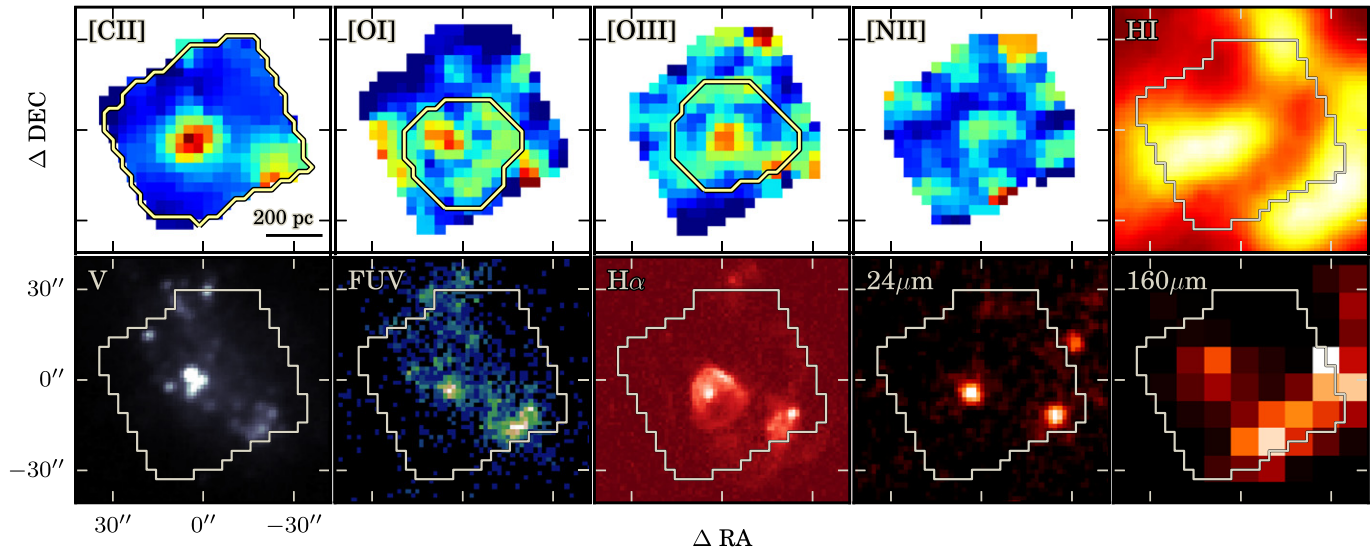 [CII] [OI] [OIII] [NII] HI
Δ DEC
200 pc
V FUV Hα 24μm 160μm
30″
0″
−30″
30″ 0″ −30″
Δ RA